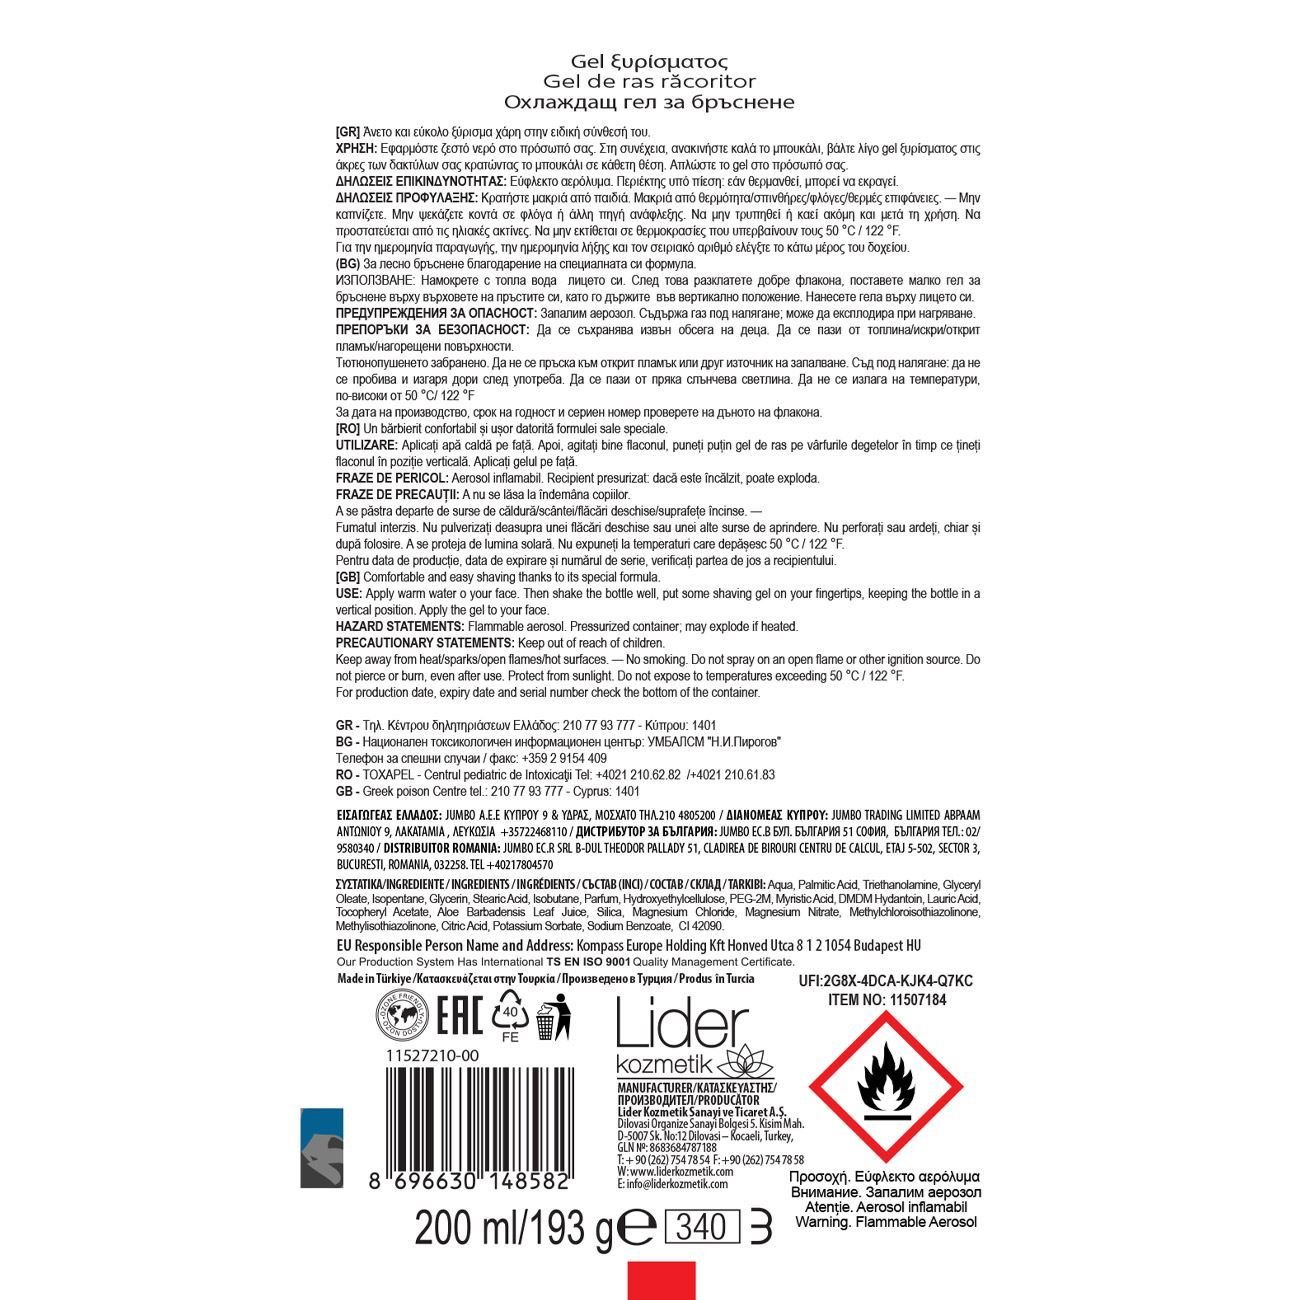 Gel ξυρίσματος
Gel de ras răcoritor
Охлаждащ гел за бръснене
[GR] Άνετο και εύκολο ξύρισμα χάρη στην ειδική σύνθεσή του.
ΧΡΗΣΗ: Εφαρμόστε ζεστό νερό στο πρόσωπό σας. Στη συνέχεια, ανακινήστε καλά το μπουκάλι, βάλτε λίγο gel ξυρίσματος στις
άκρες των δακτύλων σας κρατώντας το μπουκάλι σε κάθετη θέση. Απλώστε το gel στο πρόσωπό σας.
ΔΗΛΩΣΕΙΣ ΕΠΙΚΙΝΔΥΝΟΤΗΤΑΣ: Εύφλεκτο αερόλυμα. Περιέκτης υπό πίεση: εάν θερμανθεί, μπορεί να εκραγεί.
ΔΗΛΩΣΕΙΣ ΠΡΟΦΥΛΑΞΗΣ: Κρατήστε μακριά από παιδιά. Μακριά από θερμότητα/σπινθήρες/φλόγες/θερμές επιφάνειες. — Μην
καπνίζετε. Μην ψεκάζετε κοντά σε φλόγα ή άλλη πηγή ανάφλεξης. Να μην τρυπηθεί ή καεί ακόμη και μετά τη χρήση. Να
προστατεύεται από τις ηλιακές ακτίνες. Να μην εκτίθεται σε θερμοκρασίες που υπερβαίνουν τους 50 °C / 122 °F.
Για την ημερομηνία παραγωγής, την ημερομηνία λήξης και τον σειριακό αριθμό ελέγξτε το κάτω μέρος του δοχείου.
(BG) За лесно бръснене благодарение на специалната си формула.
ИЗПОЛЗВАНЕ: Намокрете с топла вода лицето си. След това разклатете добре флакона, поставете малко гел за
бръснене върху върховете на пръстите си, като го държите във вертикално положение. Нанесете гела върху лицето си.
ПРЕДУПРЕЖДЕНИЯ ЗА ОПАСНОСТ: Запалим аерозол. Съдържа газ под налягане; може да експлодира при нагряване.
ПРЕПОРЪКИ ЗА БЕЗОПАСНОСТ: Да се съхранява извън обсега на деца. Да се пази от топлина/искри/открит
пламък/нагорещени повърхности.
Тютюнопушенето забранено. Да не се пръска към открит пламък или друг източник на запалване. Съд под налягане: да не
се пробива и изгаря дори след употреба. Да се пази от пряка слънчева светлина. Да не се излага на температури,
по-високи от 50 °C/ 122 °F
За дата на производство, срок на годност и сериен номер проверете на дъното на флакона.
[RO] Un bărbierit confortabil și ușor datorită formulei sale speciale.
UTILIZARE: Aplicați apă caldă pe față. Apoi, agitați bine flaconul, puneți puțin gel de ras pe vârfurile degetelor în timp ce țineți
flaconul în poziție verticală. Aplicați gelul pe față.
FRAZE DE PERICOL: Aerosol inflamabil. Recipient presurizat: dacă este încălzit, poate exploda.
FRAZE DE PRECAUȚII: A nu se lăsa la îndemâna copiilor.
A se păstra departe de surse de căldură/scântei/flăcări deschise/suprafețe încinse. —
Fumatul interzis. Nu pulverizați deasupra unei flăcări deschise sau unei alte surse de aprindere. Nu perforați sau ardeți, chiar și
după folosire. A se proteja de lumina solară. Nu expuneți la temperaturi care depășesc 50 °C / 122 °F.
Pentru data de producție, data de expirare și numărul de serie, verificați partea de jos a recipientului.
[GB] Comfortable and easy shaving thanks to its special formula.
USE: Apply warm water o your face. Then shake the bottle well, put some shaving gel on your fingertips, keeping the bottle in a
vertical position. Apply the gel to your face.
HAZARD STATEMENTS: Flammable aerosol. Pressurized container; may explode if heated.
PRECAUTIONARY STATEMENTS: Keep out of reach of children.
Keep away from heat/sparks/open flames/hot surfaces. — No smoking. Do not spray on an open flame or other ignition source. Do
not pierce or burn, even after use. Protect from sunlight. Do not expose to temperatures exceeding 50 °C / 122 °F.
For production date, expiry date and serial number check the bottom of the container.
GR - Τηλ. Κέντρου δηλητηριάσεων Ελλάδος: 210 77 93 777 - Κύπρου: 1401
BG - Национален токсикологичен информационен център: УМБАЛСМ "Н.И.Пирогов"
Телефон за спешни случаи / факс: +359 2 9154 409
RO - TOXAPEL - Centrul pediatric de Intoxicaţii Tel: +4021 210.62.82 /+4021 210.61.83
GB - Greek poison Centre tel.: 210 77 93 777 - Cyprus: 1401
ΕΙΣΑΓΩΓΕΑΣ ΕΛΛΑΔΟΣ: JUMBO A.E.E ΚΥΠΡΟΥ 9 & ΥΔΡΑΣ, ΜΟΣΧΑΤΟ ΤΗΛ.210 4805200 / ΔΙΑΝΟΜΕΑΣ ΚΥΠΡΟΥ: JUMBO TRADING LIMITED ΑΒΡΑΑΜ
ΑΝΤΩΝΙΟΥ 9, ΛΑΚΑΤΑΜΙΑ , ΛΕΥΚΩΣΙΑ +35722468110 / ДИСТРИБУТОР ЗА БЪЛГАРИЯ: JUMBO EC.B БУЛ. БЪЛГАРИЯ 51 СОФИЯ, БЪЛГАРИЯ ТЕЛ.: 02/
9580340 / DISTRIBUITOR ROMANIA: JUMBO EC.R SRL B-DUL THEODOR PALLADY 51, CLADIREA DE BIROURI CENTRU DE CALCUL, ETAJ 5-502, SECTOR 3,
BUCURESTI, ROMANIA, 032258. TEL +40217804570
ΣΥΣΤΑΤΙΚΑ/INGREDIENTE / INGREDIENTS / INGRÉDIENTS / СЪСТАВ (INCI) / СОСТАВ / СКЛАД / TARKIBI: Aqua, Palmitic Acid, Triethanolamine, Glyceryl
Oleate, Isopentane, Glycerin, Stearic Acid, Isobutane, Parfum, Hydroxyethylcellulose, PEG-2M, Myristic Acid, DMDM Hydantoin, Lauric Acid,
Tocopheryl Acetate, Aloe Barbadensis Leaf Juice, Silica, Magnesium Chloride, Magnesium Nitrate, Methylchloroisothiazolinone,
Methylisothiazolinone, Citric Acid, Potassium Sorbate, Sodium Benzoate, CI 42090.
EU Responsible Person Name and Address: Kompass Europe Holding Kft Honved Utca 8 1 2 1054 Budapest HU
Our Production System Has International TS EN ISO 9001 Quality Management Certificate.
Made in Türkiye /Κατασκευάζεται στην Τουρκία / Произведено в Турция / Produs în Turcia
UFI:2G8X-4DCA-KJK4-Q7KC
ITEM NO: 11507184
OZONE FRIENDLY
OZON DOSTU
EAC
40
FE
11527210-00
8 696630 148582
Lider
kozmetik
MANUFACTURER/ΚΑΤΑΣΚΕΥΑΣΤΗΣ/
ПРОИЗВОДИТЕЛ/PRODUCĂTOR
Lider Kozmetik Sanayi ve Ticaret A.Ş.
Dilovasi Organize Sanayi Bolgesi 5. Kisim Mah.
D-5007 Sk. No:12 Dilovasi – Kocaeli, Turkey,
GLN №: 8683684787188
T: + 90 (262) 754 78 54 F: +90 (262) 754 78 58
W: www.liderkozmetik.com
E: info@liderkozmetik.com
Προσοχή. Εύφλεκτο αερόλυμα
Внимание. Запалим аерозол
Atenție. Aerosol inflamabil
Warning. Flammable Aerosol
200 ml/193 g ℮ 340 3